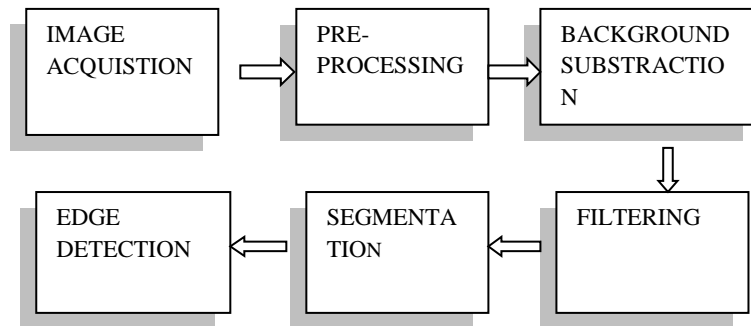 IMAGE
ACQUISTION
PRE-
PROCESSING
BACKGROUND
SUBSTRACTIO
N
FILTERING
SEGMENTA
TION
EDGE
DETECTION